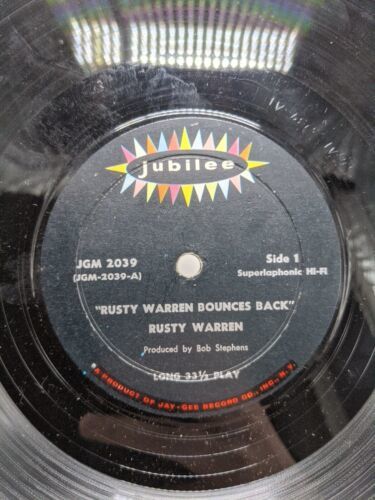 jubilee
JGM 2039
(JGM-2039-A)
Side 1
Superlaphonic Hi-Fi
"RUSTY WARREN BOUNCES BACK"
RUSTY WARREN
Produced by Bob Stephens
LONG 33⅓ PLAY
A PRODUCT OF JAY-GEE RECORD CO., INC., N.Y.